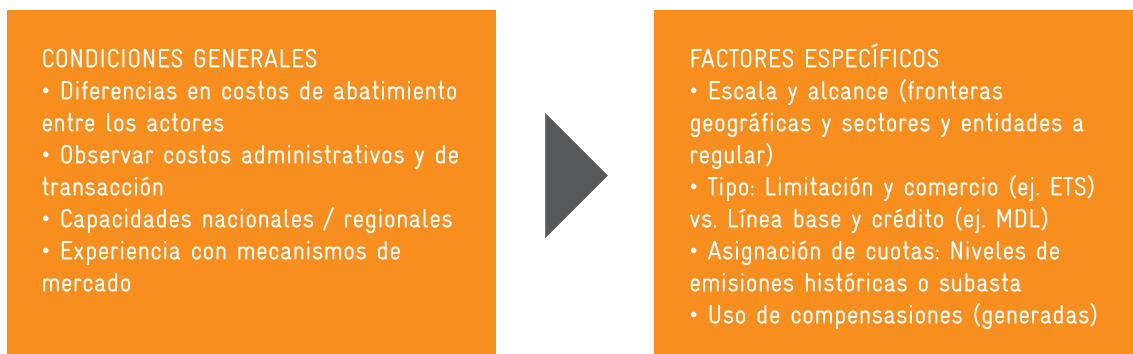 CONDICIONES GENERALES
• Diferencias en costos de abatimiento
entre los actores
• Observar costos administrativos y de
transacción
• Capacidades nacionales / regionales
• Experiencia con mecanismos de
mercado
FACTORES ESPECÍFICOS
• Escala y alcance (fronteras
geográficas y sectores y entidades a
regular)
• Tipo: Limitación y comercio (ej. ETS)
vs. Línea base y crédito (ej. MDL)
• Asignación de cuotas: Niveles de
emisiones históricas o subasta
• Uso de compensasiones (generadas)